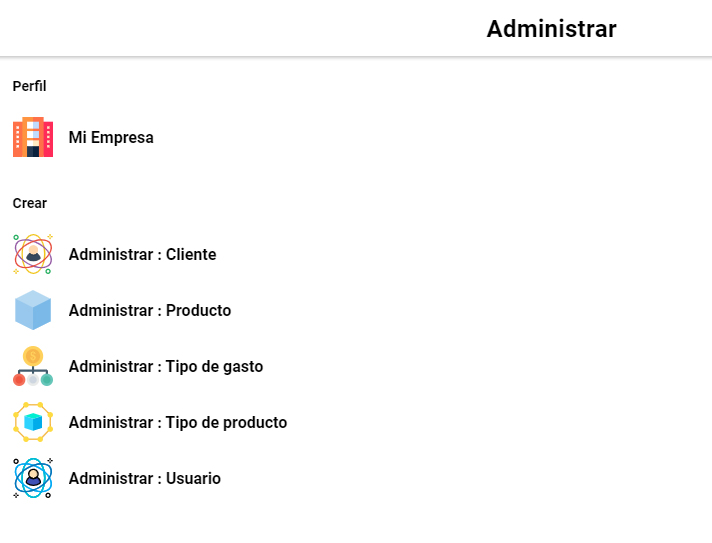 Administrar
Perfil
Mi Empresa
Crear
Administrar : Cliente
Administrar : Producto
Administrar : Tipo de gasto
Administrar : Tipo de producto
Administrar : Usuario